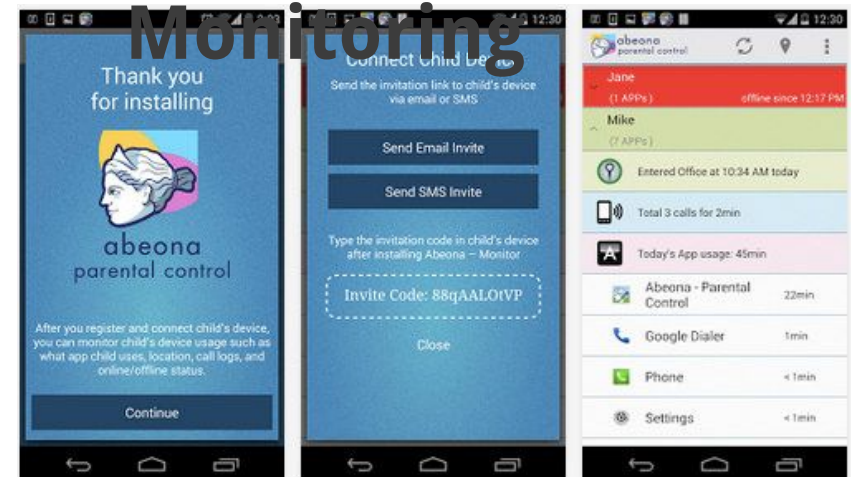 Monitoring
Thank you
for installing
abeona
parental control
After you register and connect child's device,
you can monitor child's device usage such as
what app child uses, location, call logs, and
online/offline status.
Continue
12:30
Connect Child Device
Send the invitation link to child's device
via email or SMS
Send Email Invite
Send SMS Invite
Type the invitation code in child's device
after installing Abeona – Monitor
Invite Code: 88qAALOtVP
Close
12:30
abeona
parental control
Jane
(1 APPs) offline since 12:17 PM
Mike
(7 APPs)
Entered Office at 10:34 AM today
Total 3 calls for 2min
Today's App usage: 45min
Abeona - Parental
Control 22min
Google Dialer 1min
Phone < 1min
Settings < 1min